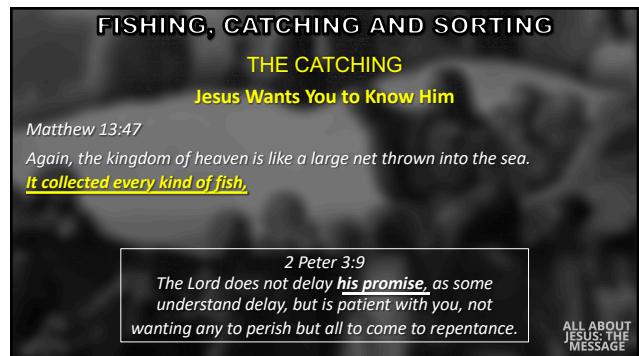 FISHING, CATCHING AND SORTING
THE CATCHING
Jesus Wants You to Know Him
Matthew 13:47
Again, the kingdom of heaven is like a large net thrown into the sea.
It collected every kind of fish,
2 Peter 3:9
The Lord does not delay his promise, as some
understand delay, but is patient with you, not
wanting any to perish but all to come to repentance.
ALL ABOUT
JESUS: THE
MESSAGE